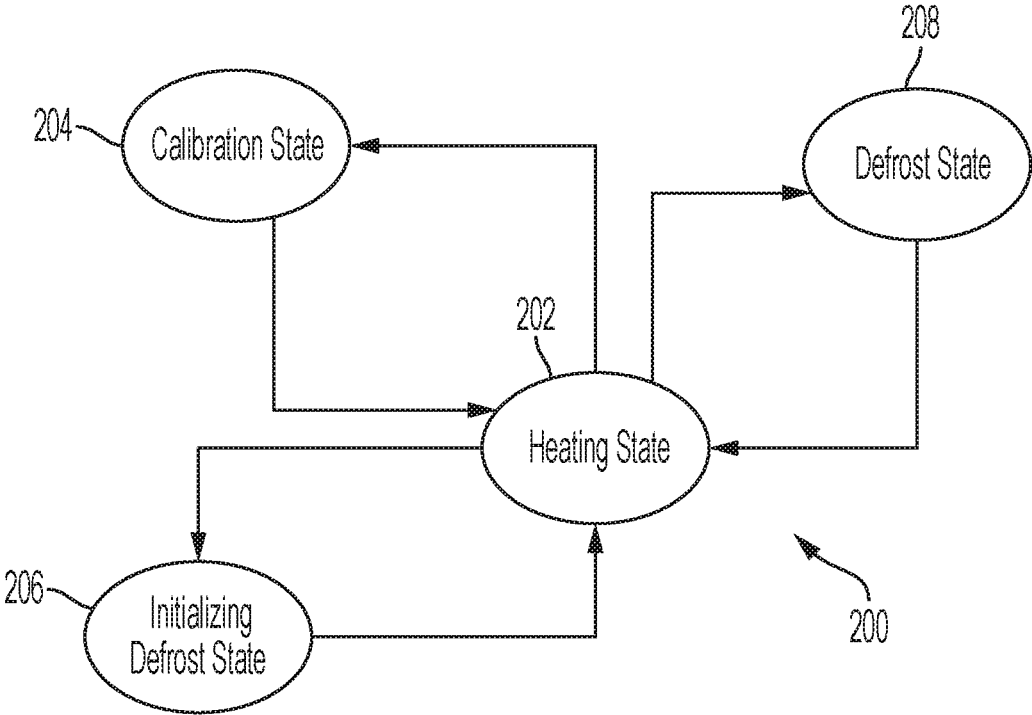 208
204
Calibration State
Defrost State
202
Heating State
206
Initializing
Defrost State
200